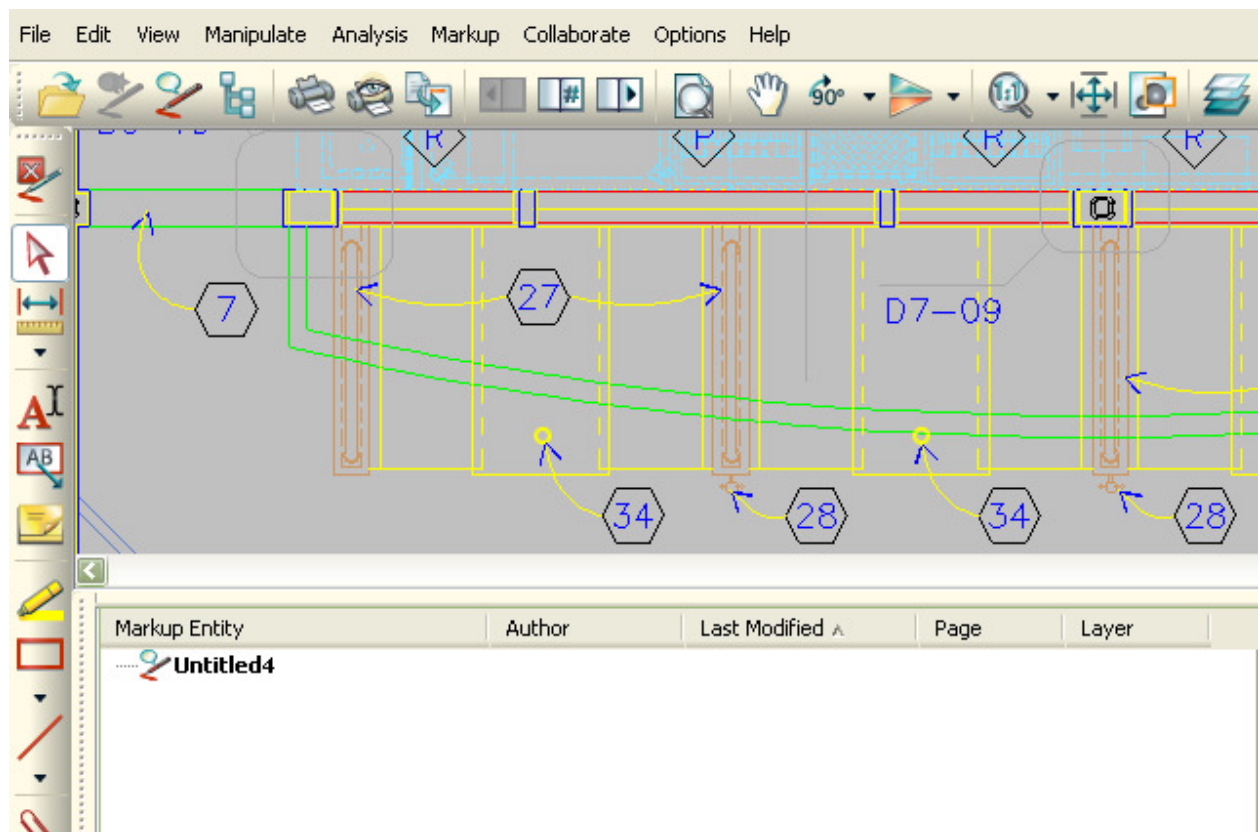 File Edit View Manipulate Analysis Markup Collaborate Options Help
# 90° 1:1
R P R R
7 27 D7-09
34 28 34 28
A
AB
Markup Entity Author Last Modified Page Layer
Untitled4